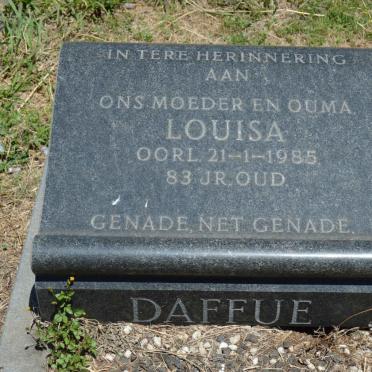 IN TERE HERINNERING
AAN
ONS MOEDER EN OUMA
LOUISA
OORL. 21-1-1985
83 JR. OUD
GENADE, NET GENADE.
DAFFUE